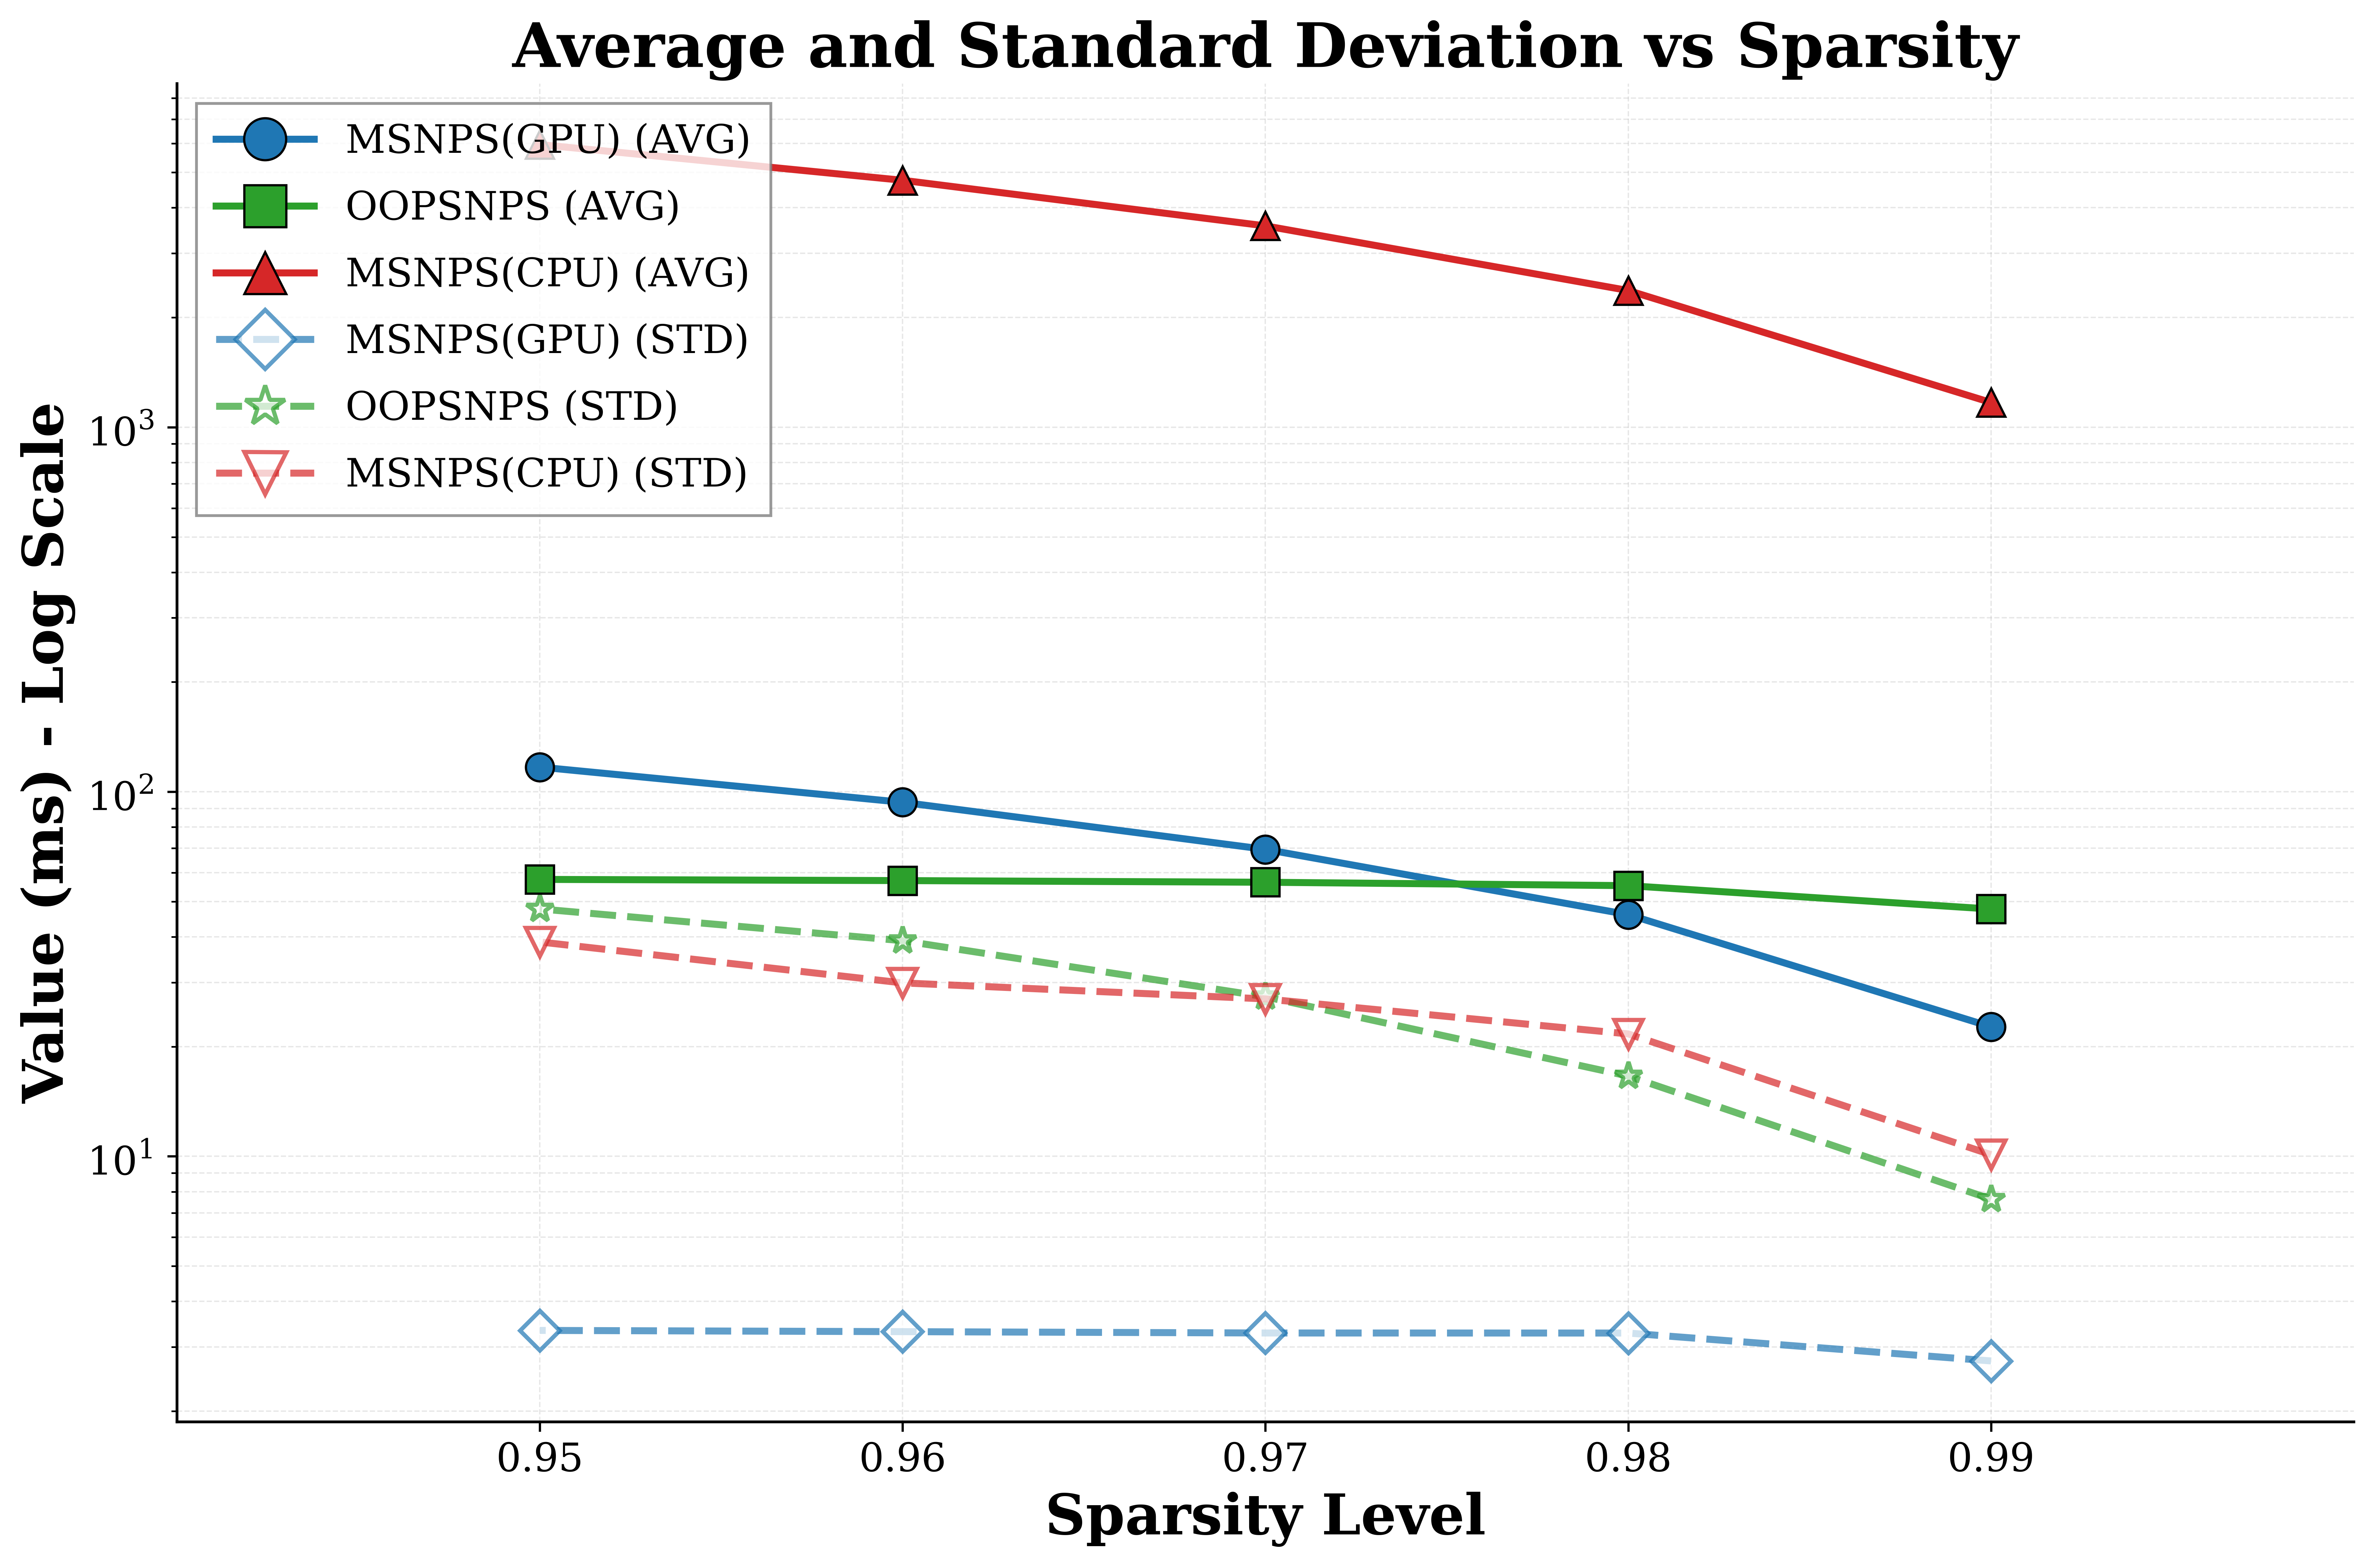 Average and Standard Deviation vs Sparsity
MSNPS(GPU) (AVG)
OOPSNPS (AVG)
MSNPS(CPU) (AVG)
MSNPS(GPU) (STD)
OOPSNPS (STD)
MSNPS(CPU) (STD)
Value (ms) - Log Scale
10³
10²
10¹
0.95 0.96 0.97 0.98 0.99
Sparsity Level